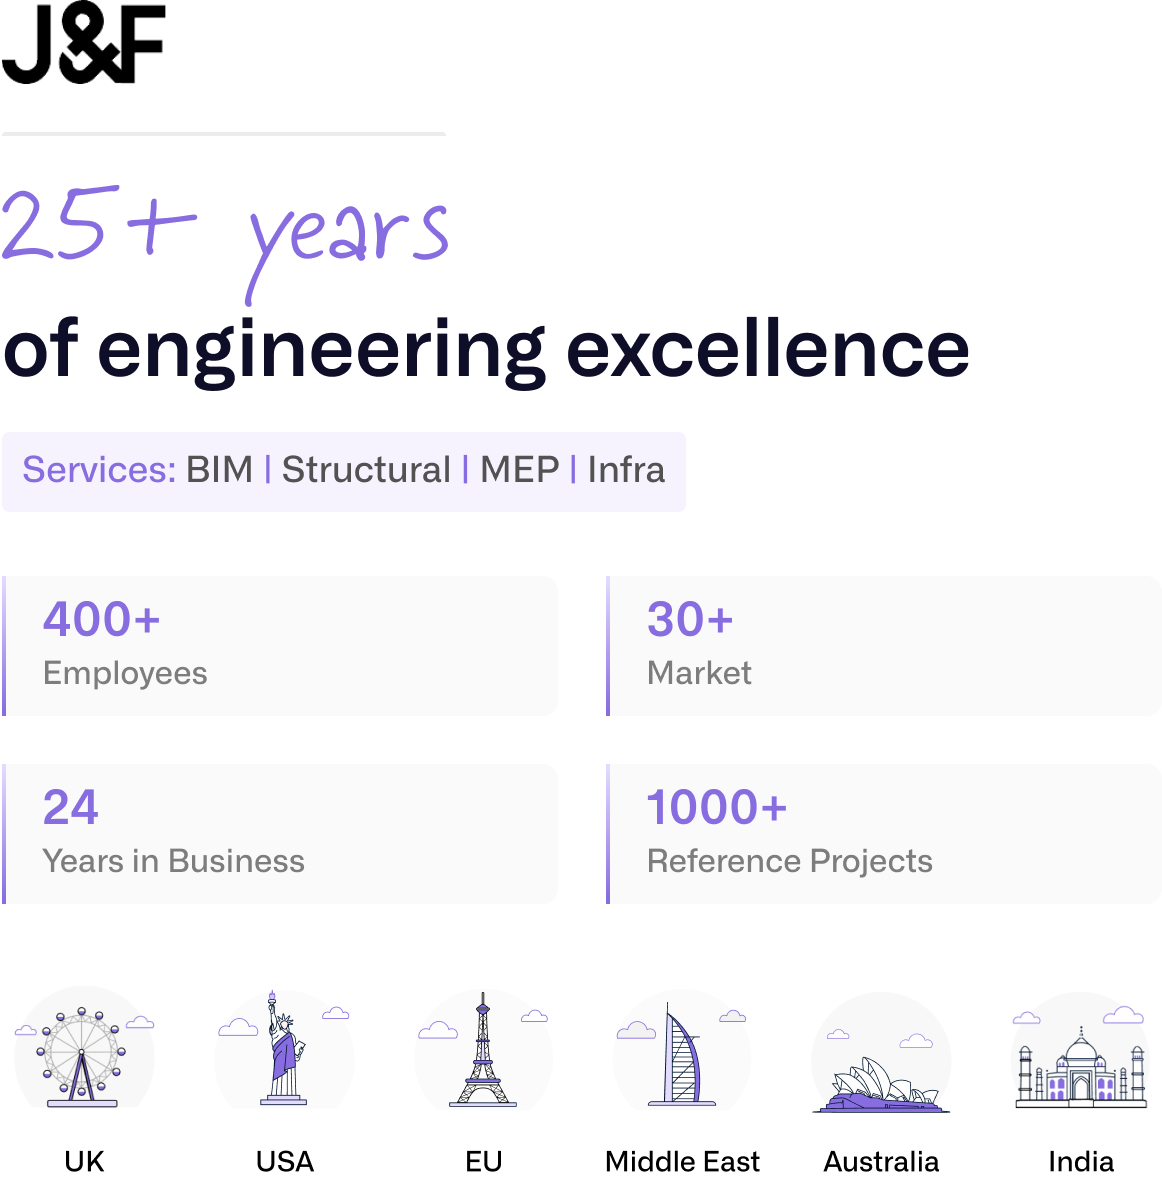 J&F
25+ years
of engineering excellence
Services: BIM | Structural | MEP | Infra
400+
Employees
30+
Market
24
Years in Business
1000+
Reference Projects
UK
USA
EU
Middle East
Australia
India